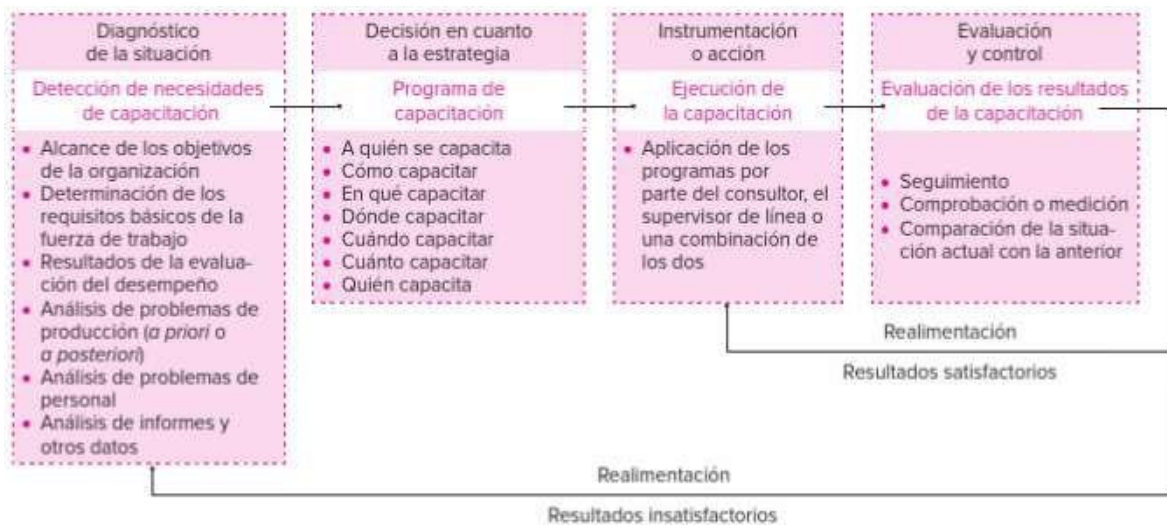 Diagnóstico
de la situación
Detección de necesidades
de capacitación
• Alcance de los objetivos
de la organización
• Determinación de los
requisitos básicos de la
fuerza de trabajo
• Resultados de la evalua-
ción del desempeño
• Análisis de problemas de
producción (a priori o
a posteriori)
• Análisis de problemas de
personal
• Análisis de informes y
otros datos
Decisión en cuanto
a la estrategia
Programa de
capacitación
• A quién se capacita
• Cómo capacitar
• En qué capacitar
• Dónde capacitar
• Cuándo capacitar
• Cuánto capacitar
• Quién capacita
Instrumentación
o acción
Ejecución de
la capacitación
• Aplicación de los
programas por
parte del consultor, el
supervisor de línea o
una combinación de
los dos
Evaluación
y control
Evaluación de los resultados
de la capacitación
• Seguimiento
• Comprobación o medición
• Comparación de la situa-
ción actual con la anterior
Realimentación
Resultados satisfactorios
Realimentación
Resultados insatisfactorios